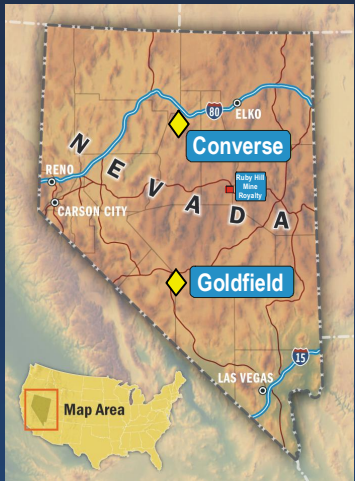 80
ELKO
Converse
NEVADA
RENO
Ruby Hill
Mine
Royalty
CARSON CITY
Goldfield
15
LAS VEGAS
Map Area